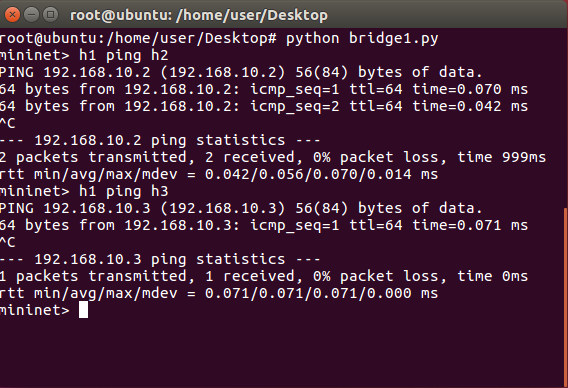 root@ubuntu: /home/user/Desktop
root@ubuntu:/home/user/Desktop# python bridge1.py
mininet> h1 ping h2
PING 192.168.10.2 (192.168.10.2) 56(84) bytes of data.
64 bytes from 192.168.10.2: icmp_seq=1 ttl=64 time=0.070 ms
64 bytes from 192.168.10.2: icmp_seq=2 ttl=64 time=0.042 ms
^C
--- 192.168.10.2 ping statistics ---
2 packets transmitted, 2 received, 0% packet loss, time 999ms
rtt min/avg/max/mdev = 0.042/0.056/0.070/0.014 ms
mininet> h1 ping h3
PING 192.168.10.3 (192.168.10.3) 56(84) bytes of data.
64 bytes from 192.168.10.3: icmp_seq=1 ttl=64 time=0.071 ms
^C
--- 192.168.10.3 ping statistics ---
1 packets transmitted, 1 received, 0% packet loss, time 0ms
rtt min/avg/max/mdev = 0.071/0.071/0.071/0.000 ms
mininet>